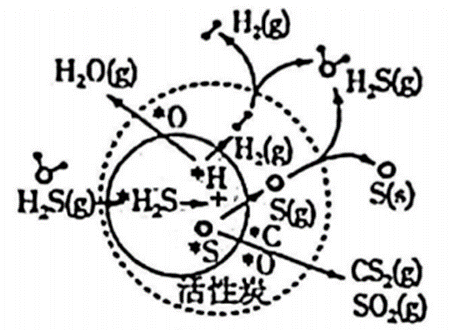 H₂(g)
H₂O(g)
H₂S(g)
*O
H₂(g)
*H
H₂S(g)
*H₂S
+
S(g)
S(s)
*S
*C
*O
活性炭
CS₂(g)
SO₂(g)